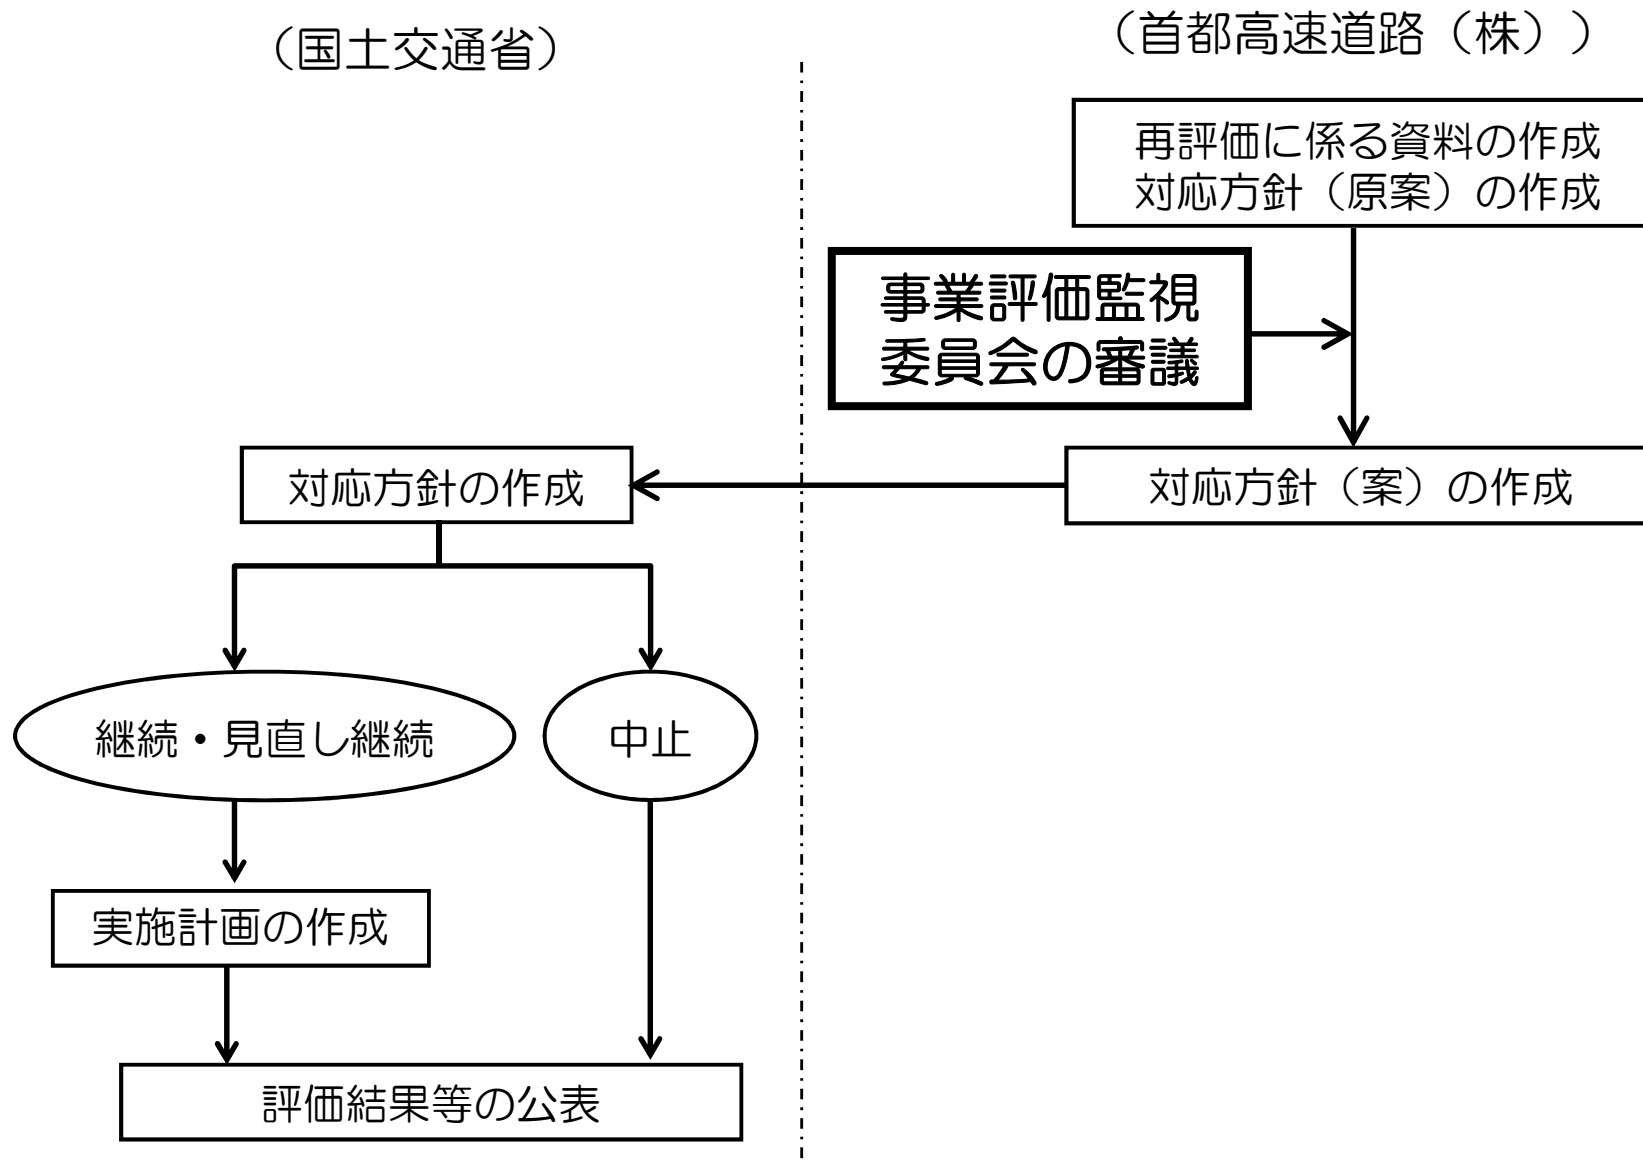 （国土交通省）
（首都高速道路（株））
再評価に係る資料の作成
対応方針（原案）の作成
事業評価監視
委員会の審議
対応方針（案）の作成
対応方針の作成
継続・見直し継続
中止
実施計画の作成
評価結果等の公表